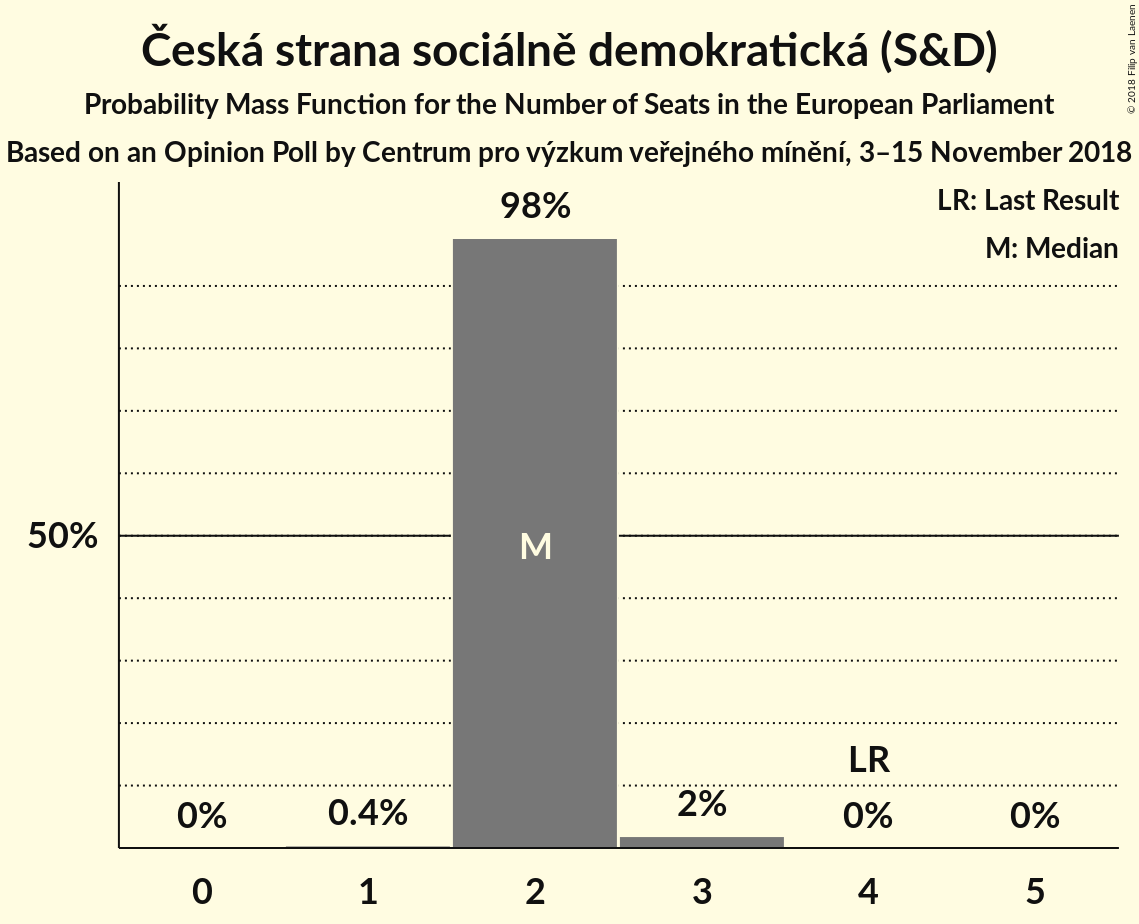 Česká strana sociálně demokratická (S&D)
Probability Mass Function for the Number of Seats in the European Parliament
Based on an Opinion Poll by Centrum pro výzkum veřejného mínění, 3–15 November 2018
© 2018 Filip van Laenen
LR: Last Result
M: Median
98%
50%
M
LR
0%
0.4%
2%
0%
0%
0
1
2
3
4
5